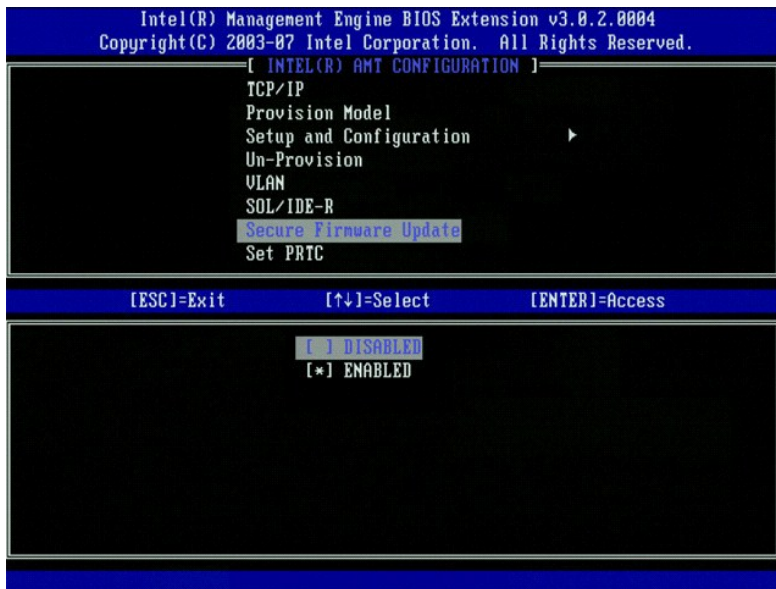 Intel(R) Management Engine BIOS Extension v3.0.2.0004
Copyright(C) 2003-07 Intel Corporation. All Rights Reserved.
[ INTEL(R) AMT CONFIGURATION ]
TCP/IP
Provision Model
Setup and Configuration
Un-Provision
VLAN
SOL/IDE-R
Secure Firmware Update
Set PRTC
[ESC]=Exit [↑↓]=Select [ENTER]=Access
[ ] DISABLED
[*] ENABLED